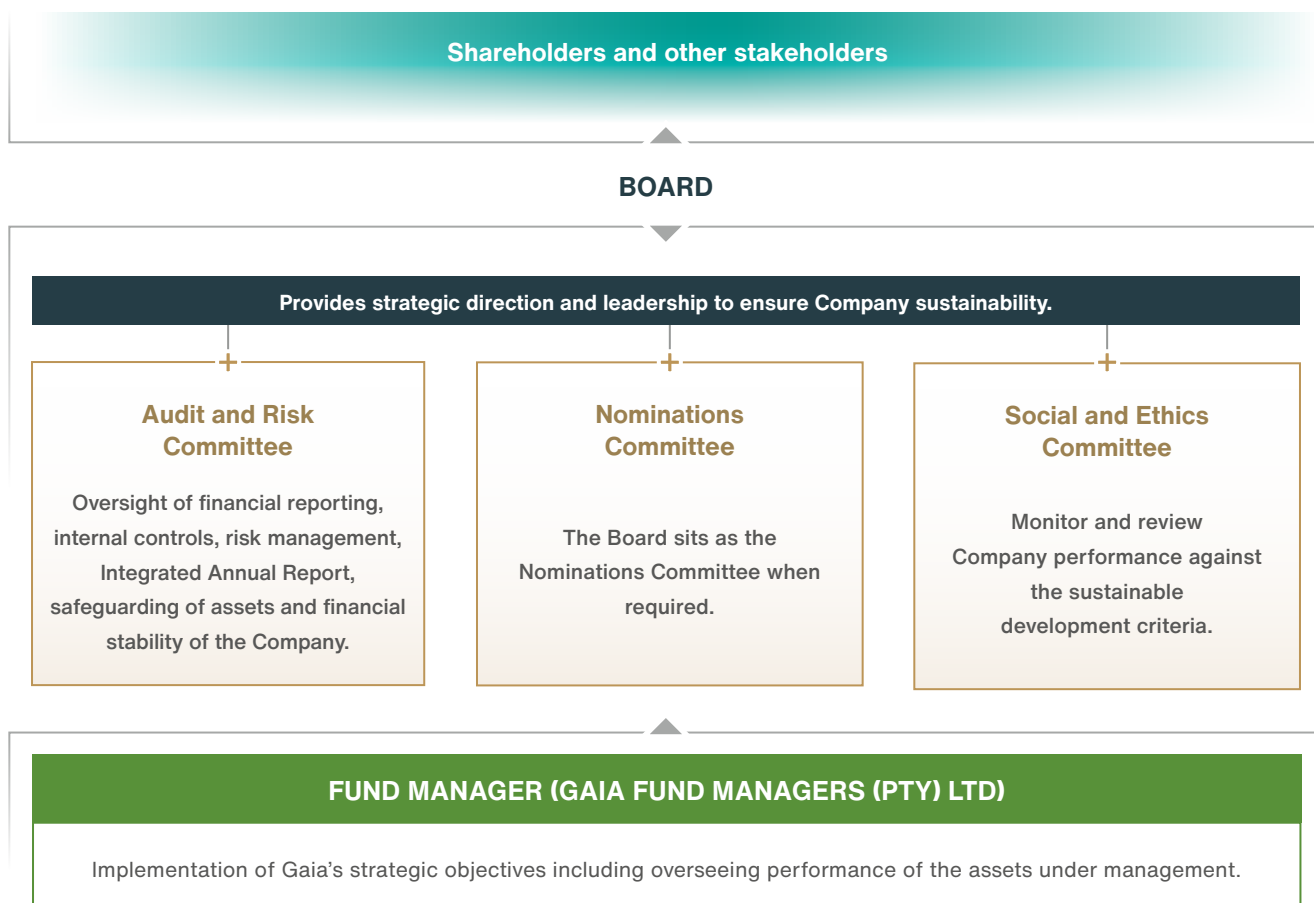 Shareholders and other stakeholders
BOARD
Provides strategic direction and leadership to ensure Company sustainability.
Audit and Risk
Committee
Oversight of financial reporting,
internal controls, risk management,
Integrated Annual Report,
safeguarding of assets and financial
stability of the Company.
Nominations
Committee
The Board sits as the
Nominations Committee when
required.
Social and Ethics
Committee
Monitor and review
Company performance against
the sustainable
development criteria.
FUND MANAGER (GAIA FUND MANAGERS (PTY) LTD)
Implementation of Gaia's strategic objectives including overseeing performance of the assets under management.